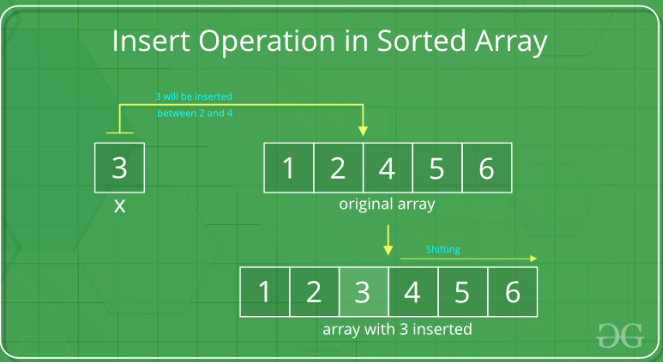 Insert Operation in Sorted Array
3 will be inserted
between 2 and 4
3
x
1 2 4 5 6
original array
Shifting
1 2 3 4 5 6
array with 3 inserted
GG